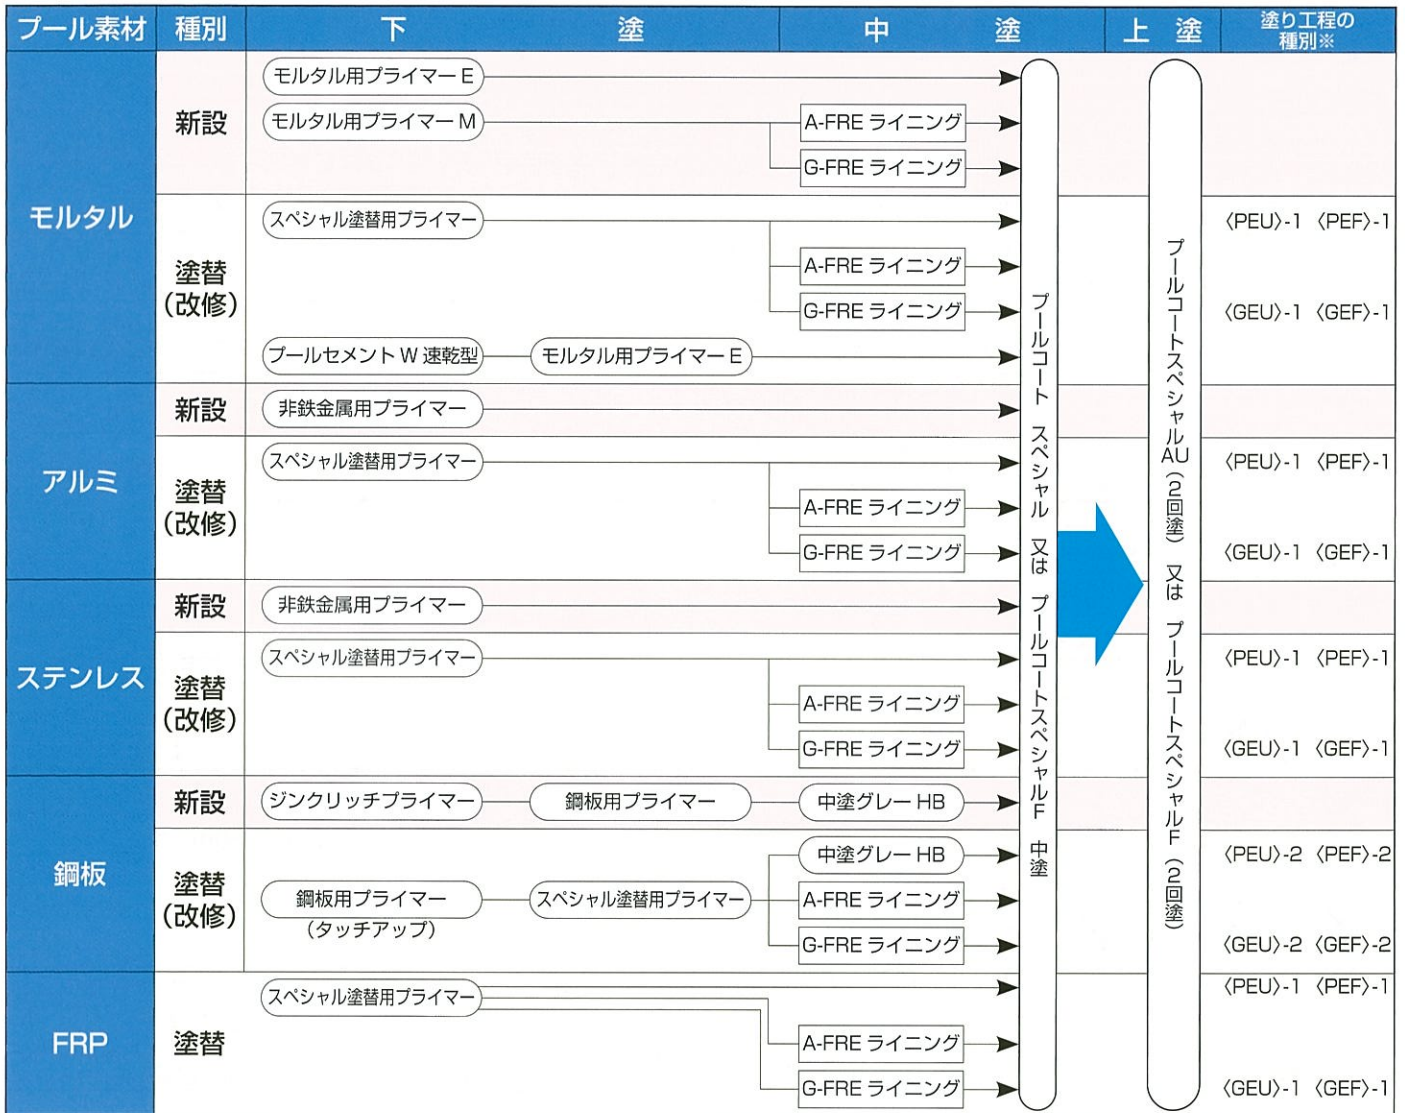 プール素材 種別 下 塗 中 塗 上 塗 塗り工程の
種別※
モルタル
新設
モルタル用プライマー E
モルタル用プライマー M
A-FRE ライニング
G-FRE ライニング
塗替
(改修)
スペシャル塗替用プライマー
〈PEU〉-1 〈PEF〉-1
A-FRE ライニング
G-FRE ライニング
〈GEU〉-1 〈GEF〉-1
プールセメント W 速乾型
モルタル用プライマー E
アルミ
新設
非鉄金属用プライマー
塗替
(改修)
スペシャル塗替用プライマー
〈PEU〉-1 〈PEF〉-1
A-FRE ライニング
G-FRE ライニング
〈GEU〉-1 〈GEF〉-1
ステンレス
新設
非鉄金属用プライマー
塗替
(改修)
スペシャル塗替用プライマー
〈PEU〉-1 〈PEF〉-1
A-FRE ライニング
G-FRE ライニング
〈GEU〉-1 〈GEF〉-1
鋼板
新設
ジンクリッチプライマー
鋼板用プライマー
中塗グレー HB
塗替
(改修)
中塗グレー HB
〈PEU〉-2 〈PEF〉-2
鋼板用プライマー
(タッチアップ)
スペシャル塗替用プライマー
A-FRE ライニング
G-FRE ライニング
〈GEU〉-2 〈GEF〉-2
FRP
塗替
スペシャル塗替用プライマー
〈PEU〉-1 〈PEF〉-1
A-FRE ライニング
G-FRE ライニング
〈GEU〉-1 〈GEF〉-1
プールコート スペシャル 又は プールコートスペシャルF 中塗
プールコートスペシャルAU(2回塗) 又は プールコートスペシャルF(2回塗)